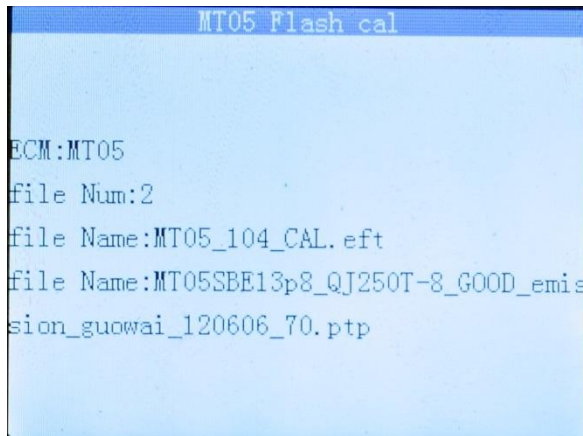 MT05 Flash cal
ECM:MT05
file Num:2
file Name:MT05_104_CAL.eft
file Name:MT05SBE13p8_QJ250T-8_GOOD_emis
sion_guowai_120606_70.ptp